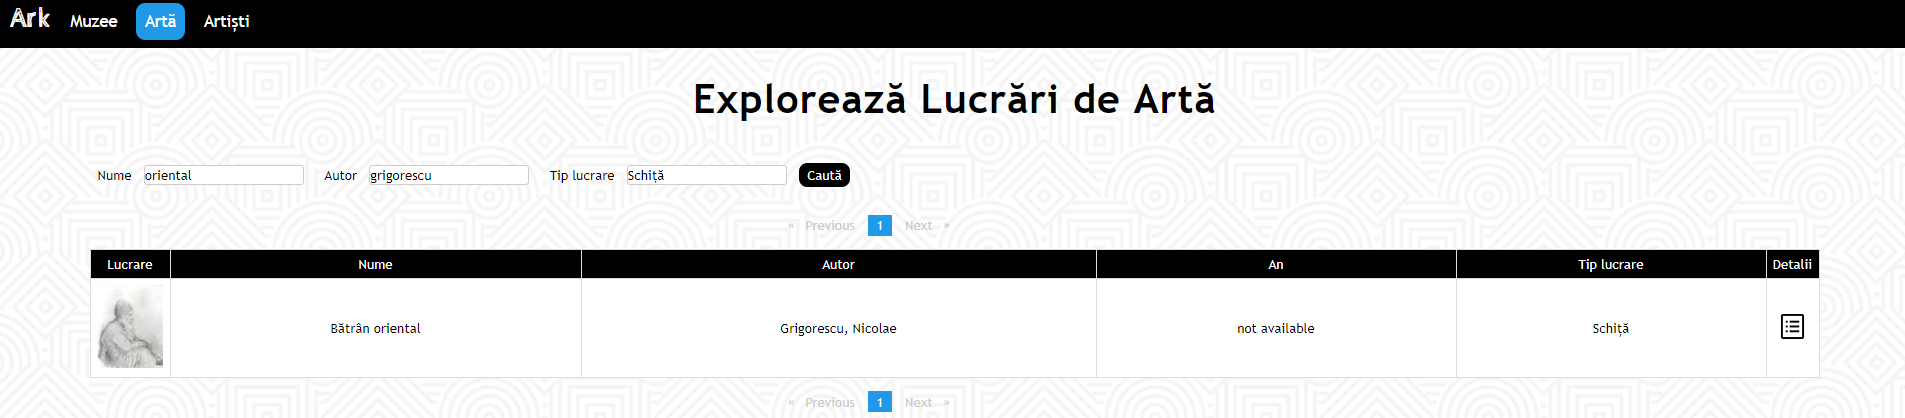 Ark Muzee Artă Artiști
Explorează Lucrări de Artă
Nume oriental Autor grigorescu Tip lucrare Schiță Caută
« Previous 1 Next »
Lucrare Nume Autor An Tip lucrare Detalii
Bătrân oriental Grigorescu, Nicolae not available Schiță
« Previous 1 Next »